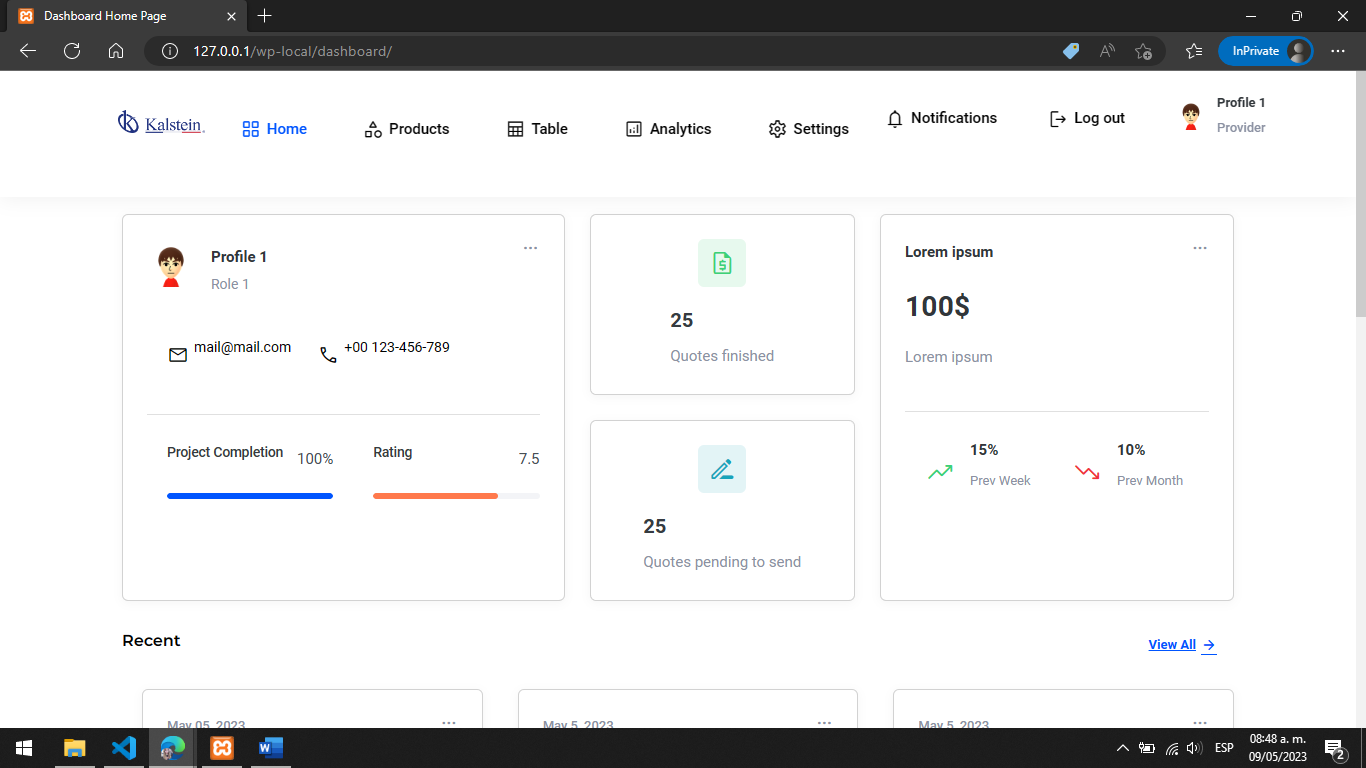 Dashboard Home Page
127.0.0.1/wp-local/dashboard/
InPrivate
Kalstein
Home
Products
Table
Analytics
Settings
Notifications
Log out
Profile 1
Provider
Profile 1
Role 1
mail@mail.com
+00 123-456-789
Project Completion
100%
Rating
7.5
25
Quotes finished
25
Quotes pending to send
Lorem ipsum
100$
Lorem ipsum
15%
Prev Week
10%
Prev Month
Recent
View All
May 05, 2023
May 5, 2023
May 5, 2023
ESP
08:48 a. m.
09/05/2023
2